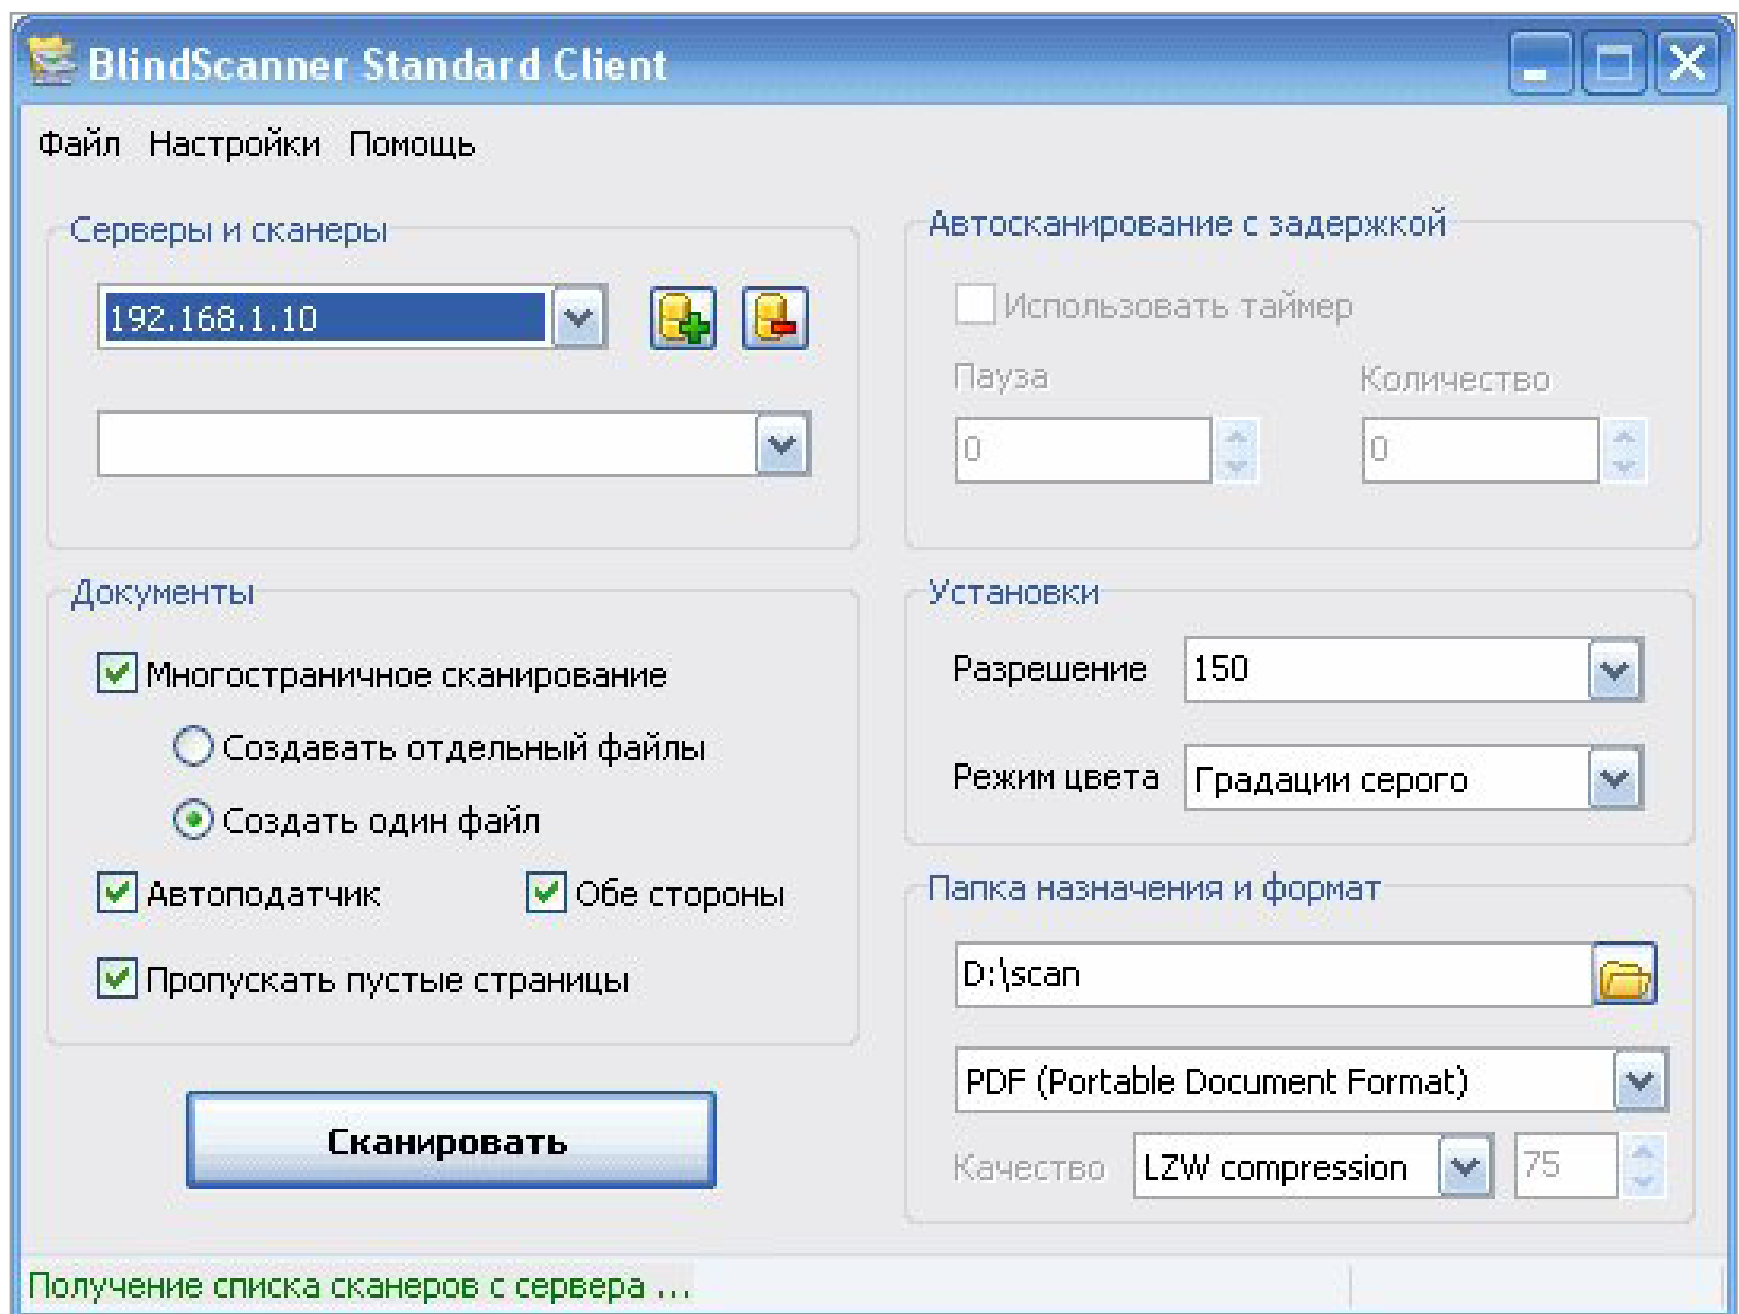 BlindScanner Standard Client
Файл Настройки Помощь
Серверы и сканеры
192.168.1.10
Автосканирование с задержкой
Использовать таймер
Пауза Количество
0 0
Документы
Многостраничное сканирование
Создавать отдельный файлы
Создать один файл
Автоподатчик Обе стороны
Пропускать пустые страницы
Сканировать
Установки
Разрешение 150
Режим цвета Градации серого
Папка назначения и формат
D:\scan
PDF (Portable Document Format)
Качество LZW compression 75
Получение списка сканеров с сервера ...